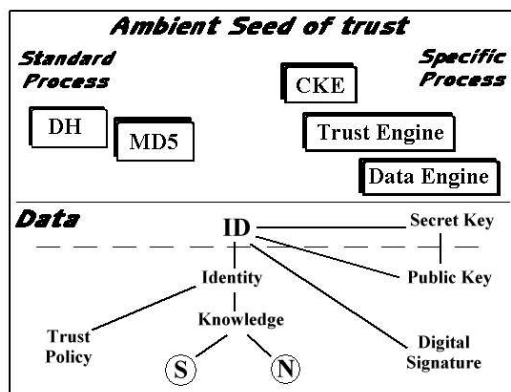 Ambient Seed of trust
Standard
Process
Specific
Process
CKE
DH
MD5
Trust Engine
Data Engine
Data
ID
Secret Key
Identity
Public Key
Knowledge
Trust
Policy
Digital
Signature
S
N